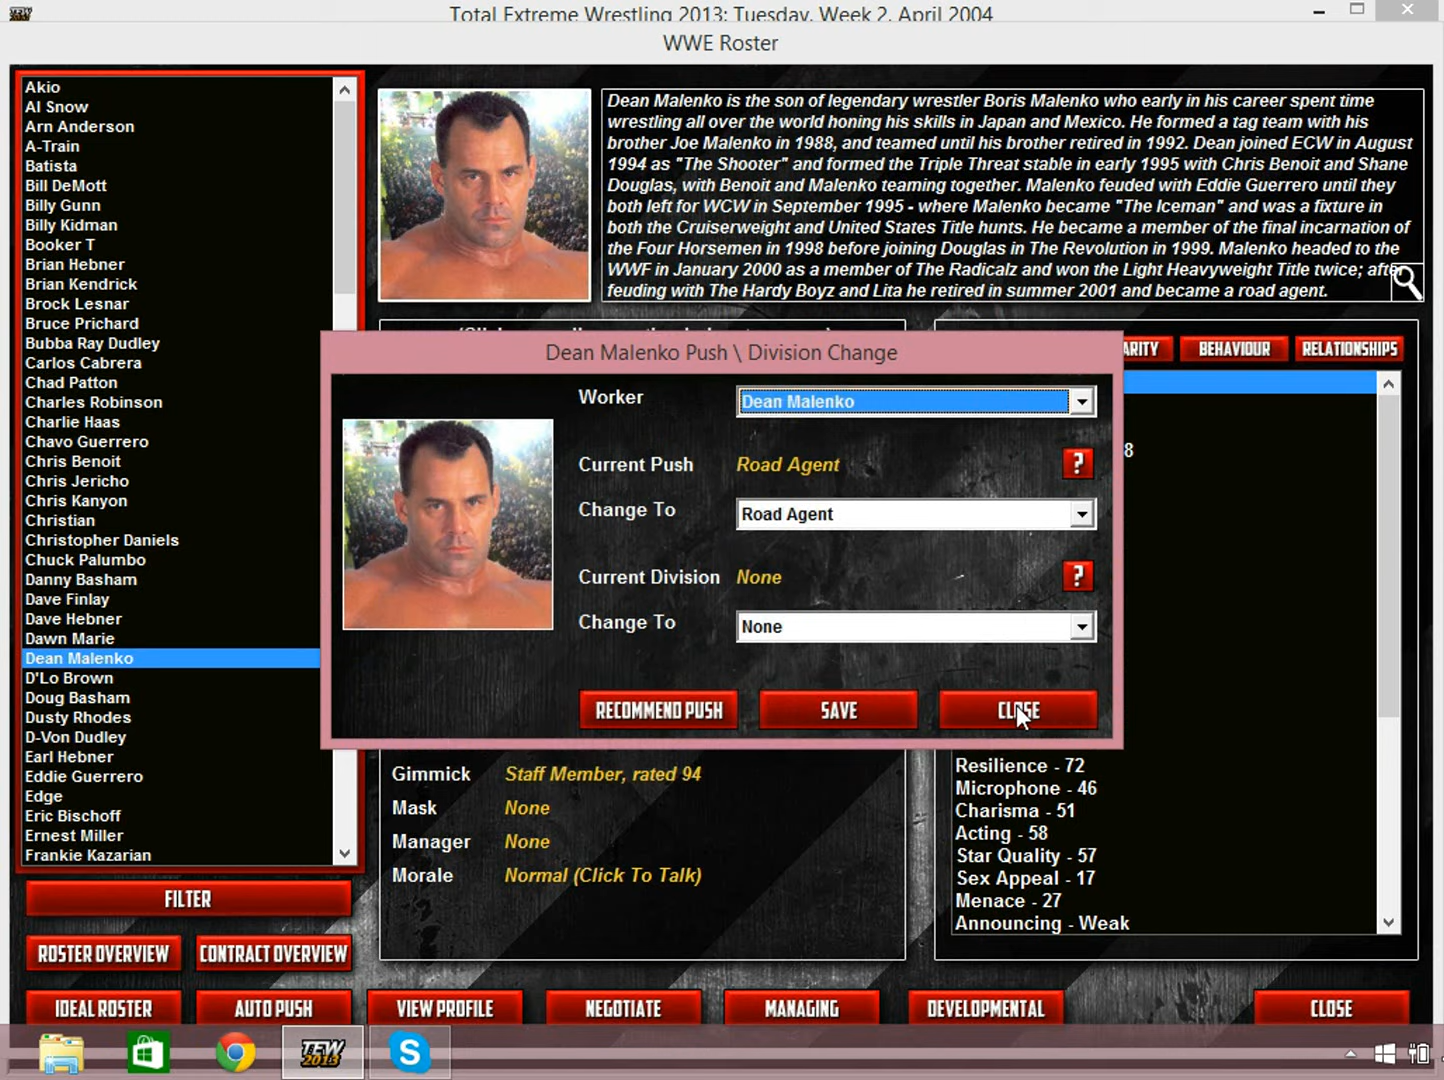 Total Extreme Wrestling 2013: Tuesday, Week 2, April 2004
WWE Roster
Akio
Al Snow
Arn Anderson
A-Train
Batista
Bill DeMott
Billy Gunn
Billy Kidman
Booker T
Brian Hebner
Brian Kendrick
Brock Lesnar
Bruce Prichard
Bubba Ray Dudley
Carlos Cabrera
Chad Patton
Charles Robinson
Charlie Haas
Chavo Guerrero
Chris Benoit
Chris Jericho
Chris Kanyon
Christian
Christopher Daniels
Chuck Palumbo
Danny Basham
Dave Finlay
Dave Hebner
Dawn Marie
Dean Malenko
D'Lo Brown
Doug Basham
Dusty Rhodes
D-Von Dudley
Earl Hebner
Eddie Guerrero
Edge
Eric Bischoff
Ernest Miller
Frankie Kazarian
FILTER
ROSTER OVERVIEW
CONTRACT OVERVIEW
IDEAL ROSTER
AUTO PUSH
VIEW PROFILE
NEGOTIATE
MANAGING
DEVELOPMENTAL
CLOSE
Dean Malenko is the son of legendary wrestler Boris Malenko who early in his career spent time
wrestling all over the world honing his skills in Japan and Mexico. He formed a tag team with his
brother Joe Malenko in 1988, and teamed until his brother retired in 1992. Dean joined ECW in August
1994 as "The Shooter" and formed the Triple Threat stable in early 1995 with Chris Benoit and Shane
Douglas, with Benoit and Malenko teaming together. Malenko feuded with Eddie Guerrero until they
both left for WCW in September 1995 - where Malenko became "The Iceman" and was a fixture in
both the Cruiserweight and United States Title hunts. He became a member of the final incarnation of
the Four Horsemen in 1998 before joining Douglas in The Revolution in 1999. Malenko headed to the
WWF in January 2000 as a member of The Radicalz and won the Light Heavyweight Title twice; after
feuding with The Hardy Boyz and Lita he retired in summer 2001 and became a road agent.
ARITY
BEHAVIOUR
RELATIONSHIPS
8
Dean Malenko Push \ Division Change
Worker
Dean Malenko
Current Push
Road Agent
?
Change To
Road Agent
Current Division
None
?
Change To
None
RECOMMEND PUSH
SAVE
CLOSE
Gimmick
Staff Member, rated 94
Mask
None
Manager
None
Morale
Normal (Click To Talk)
Resilience - 72
Microphone - 46
Charisma - 51
Acting - 58
Star Quality - 57
Sex Appeal - 17
Menace - 27
Announcing - Weak
TEW
2013
S